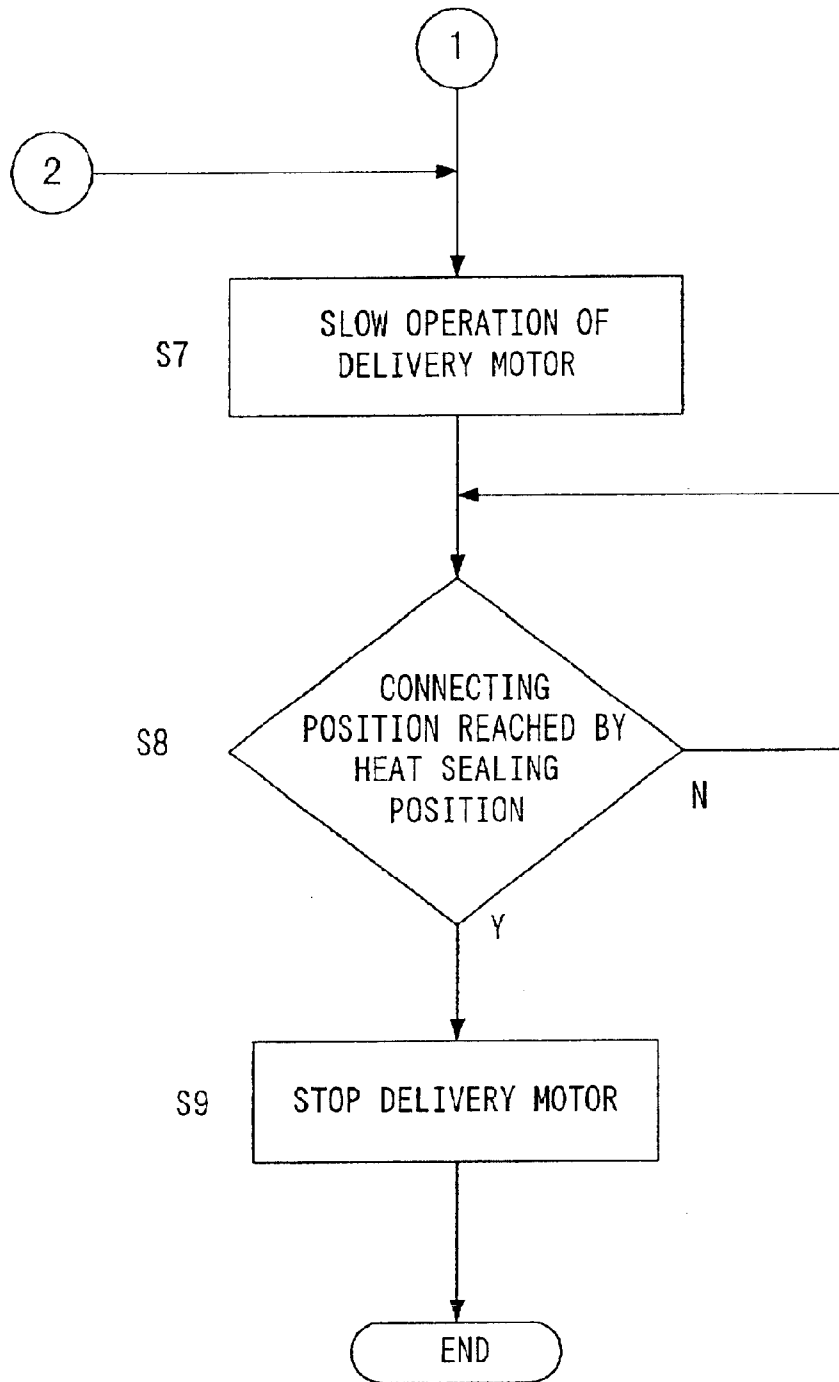 1
2
S7
SLOW OPERATION OF
DELIVERY MOTOR
S8
CONNECTING
POSITION REACHED BY
HEAT SEALING
POSITION
N
Y
S9
STOP DELIVERY MOTOR
END